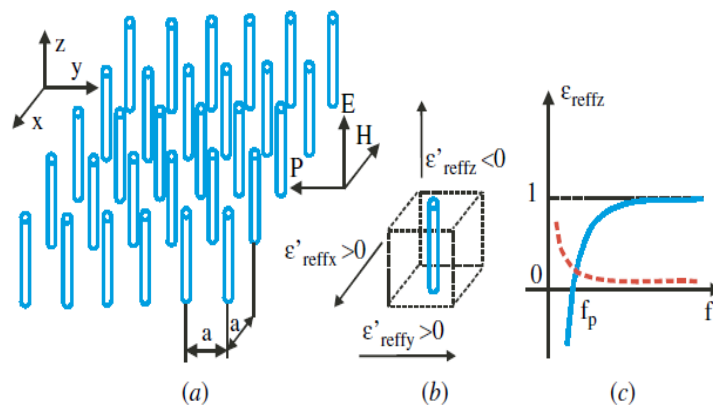 z
y
x
E
H
P
a
a
(a)
ε'reffz<0
ε'reffx>0
ε'reffy>0
(b)
εreffz
1
0
fp
f
(c)